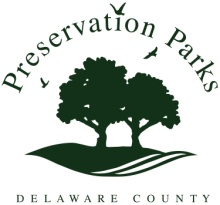 Preservation Parks
DELAWARE COUNTY